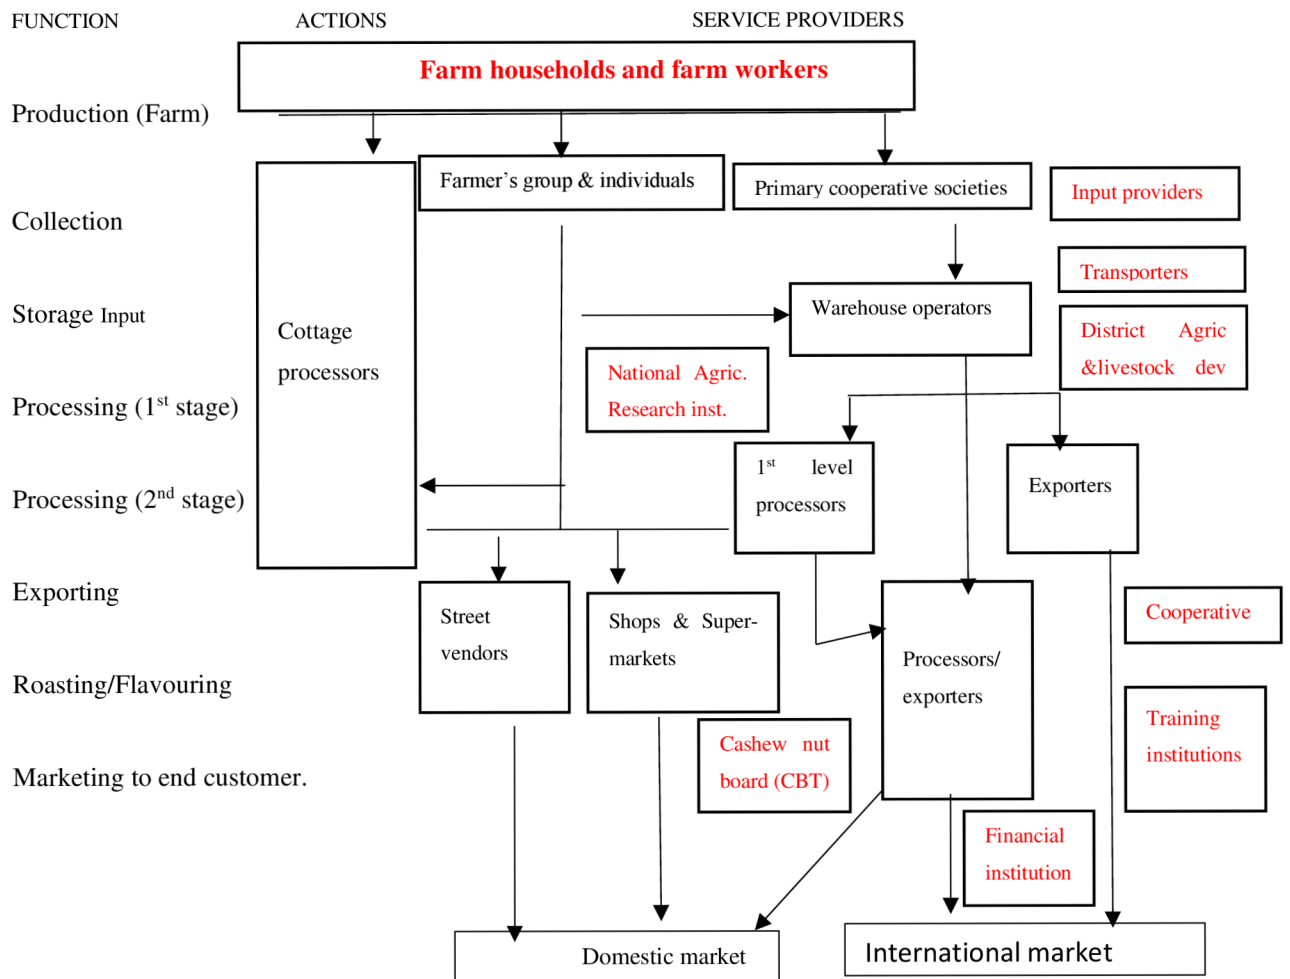 FUNCTION ACTIONS SERVICE PROVIDERS
Farm households and farm workers
Production (Farm)
Farmer's group & individuals
Primary cooperative societies
Input providers
Collection
Transporters
Storage Input
Warehouse operators
District Agric
&livestock dev
Cottage
processors
National Agric.
Research inst.
Processing (1st stage)
1st level
processors
Exporters
Processing (2nd stage)
Exporting
Street
vendors
Shops & Super-
markets
Processors/
exporters
Cooperative
Roasting/Flavouring
Cashew nut
board (CBT)
Training
institutions
Marketing to end customer.
Financial
institution
Domestic market
International market